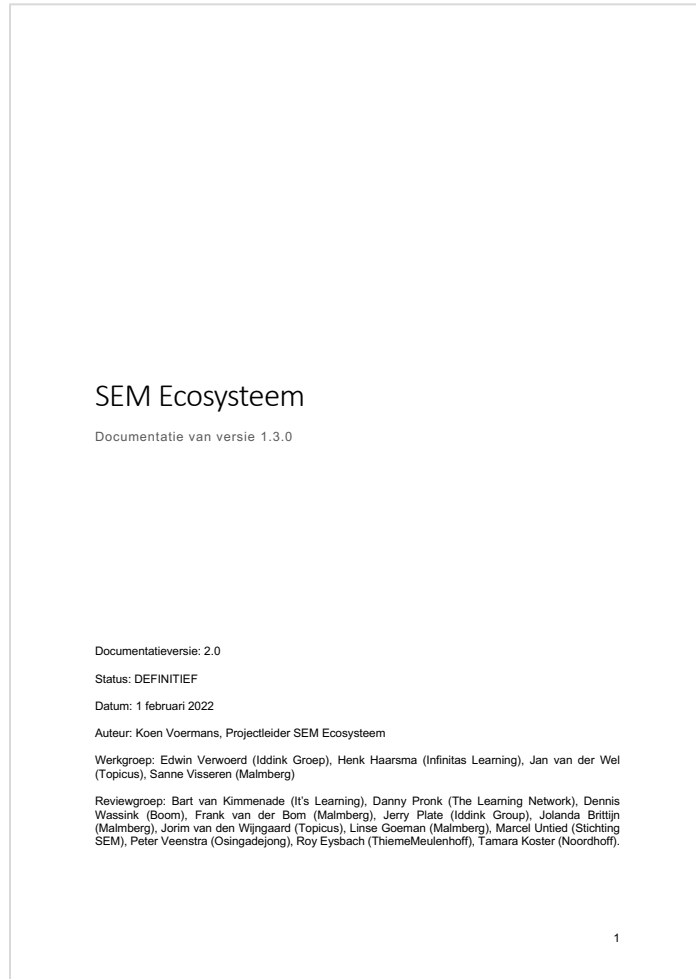 SEM Ecosysteem
Documentatie van versie 1.3.0
Documentatieversie: 2.0
Status: DEFINITIEF
Datum: 1 februari 2022
Auteur: Koen Voermans, Projectleider SEM Ecosysteem
Werkgroep: Edwin Verwoerd (Iddink Groep), Henk Haarsma (Infinitas Learning), Jan van der Wel
(Topicus), Sanne Visseren (Malmberg)
Reviewgroep: Bart van Kimmenade (It's Learning), Danny Pronk (The Learning Network), Dennis
Wassink (Boom), Frank van der Bom (Malmberg), Jerry Plate (Iddink Group), Jolanda Brittijn
(Malmberg), Jorim van den Wijngaard (Topicus), Linse Goeman (Malmberg), Marcel Untied (Stichting
SEM), Peter Veenstra (Osingadejong), Roy Eysbach (ThiemeMeulenhoff), Tamara Koster (Noordhoff).
1